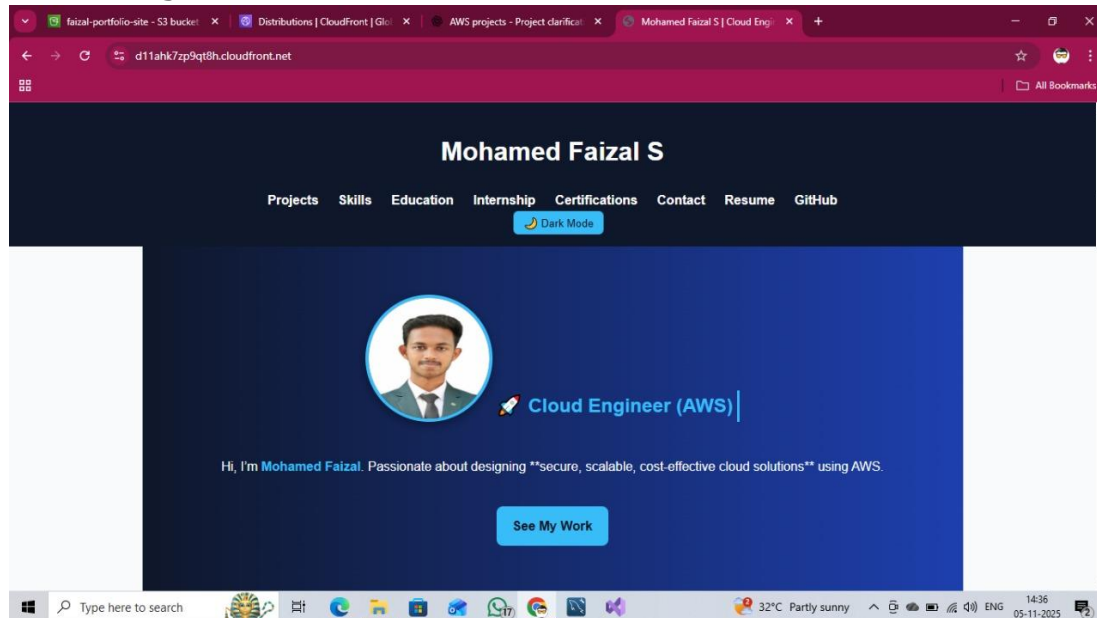 faizal-portfolio-site - S3 bucket
Distributions | CloudFront | Glo
AWS projects - Project clarificat
Mohamed Faizal S | Cloud Engi
d11ahk7zp9qt8h.cloudfront.net
All Bookmarks
Mohamed Faizal S
Projects Skills Education Internship Certifications Contact Resume GitHub
Dark Mode
Cloud Engineer (AWS)
Hi, I'm Mohamed Faizal. Passionate about designing **secure, scalable, cost-effective cloud solutions** using AWS.
See My Work
Type here to search
17
32°C Partly sunny
ENG
14:36
05-11-2025
2